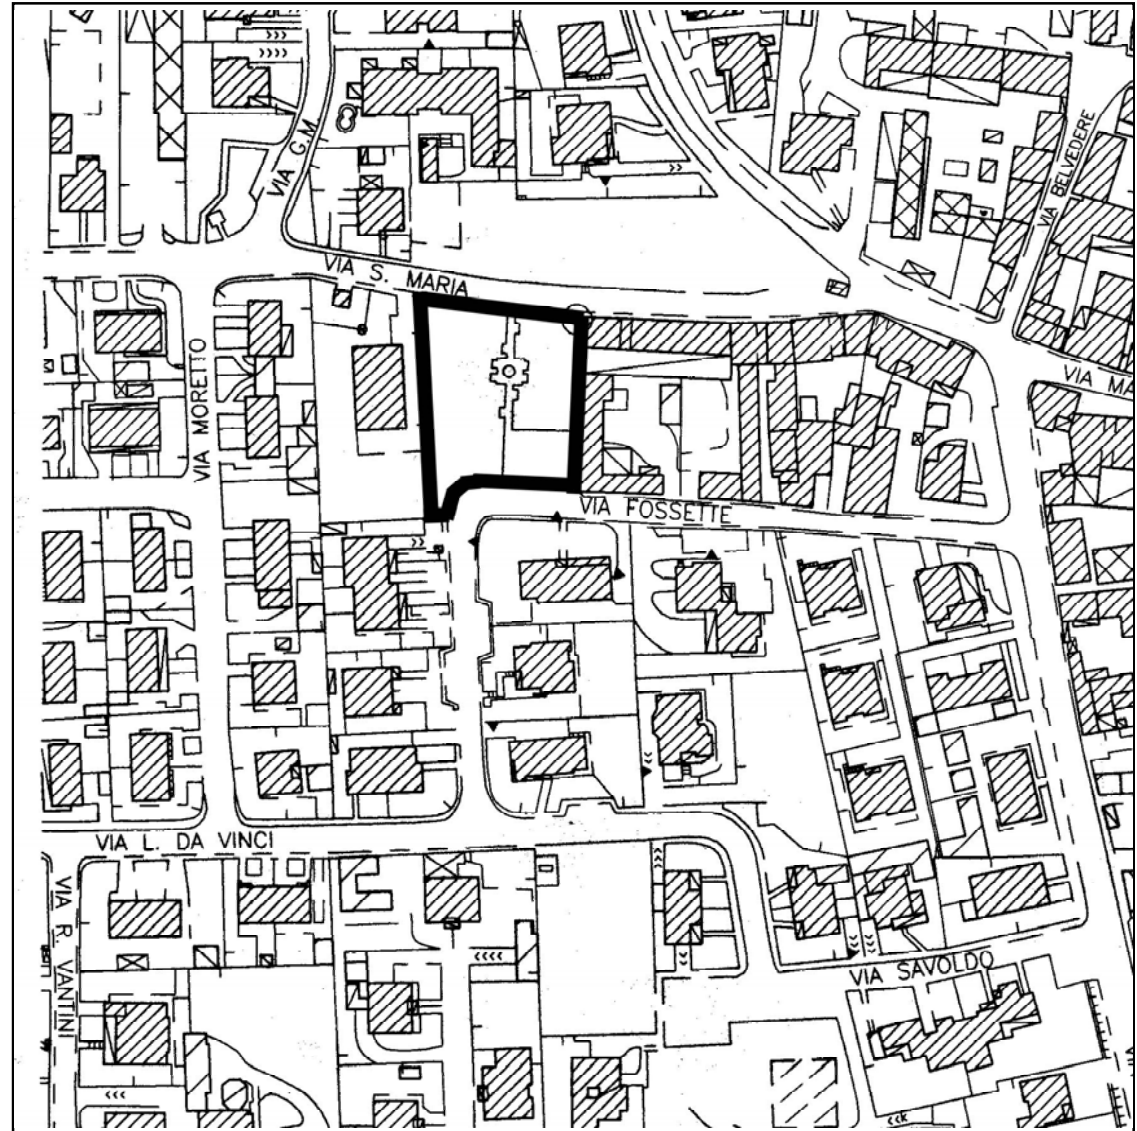 VIA G.M.
VIA BELVEDERE
VIA S. MARIA
VIA MORETTO
VIA MA
VIA FOSSETTE
VIA L. DA VINCI
VIA R. VANTINI
VIA SAVOLDO